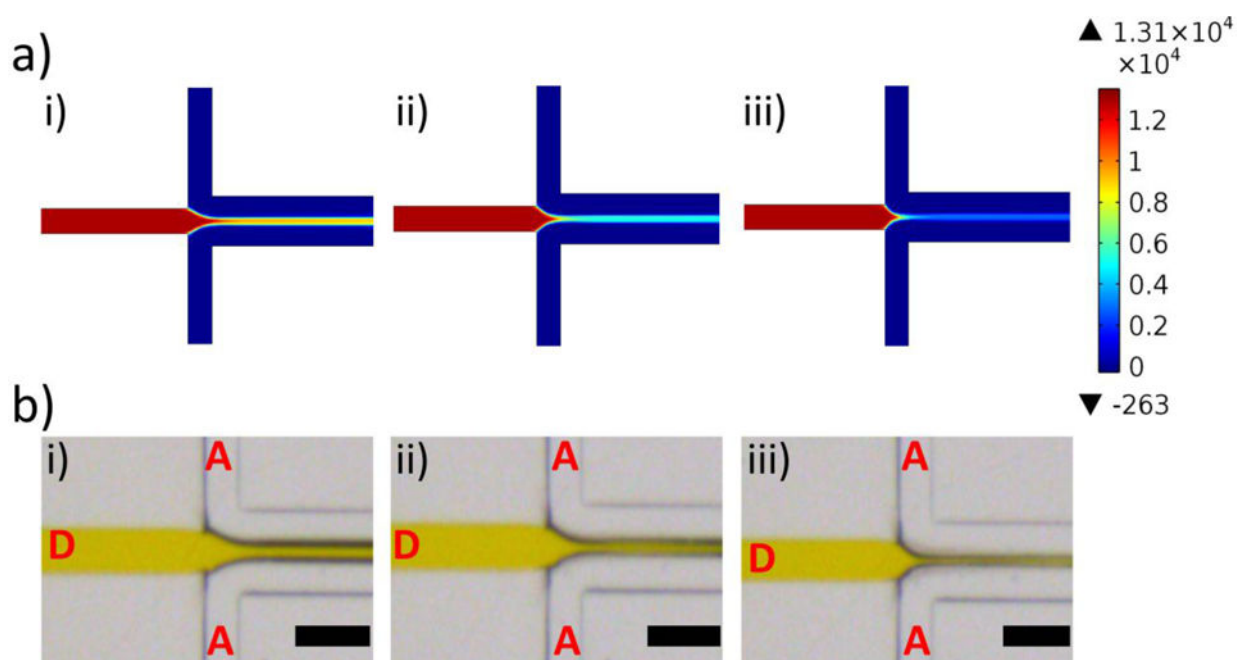 a)
i)
ii)
iii)
▲ 1.31×10⁴
×10⁴
1.2
1
0.8
0.6
0.4
0.2
0
▼ -263
b)
i)
ii)
iii)
A
A
A
D
D
D
A
A
A